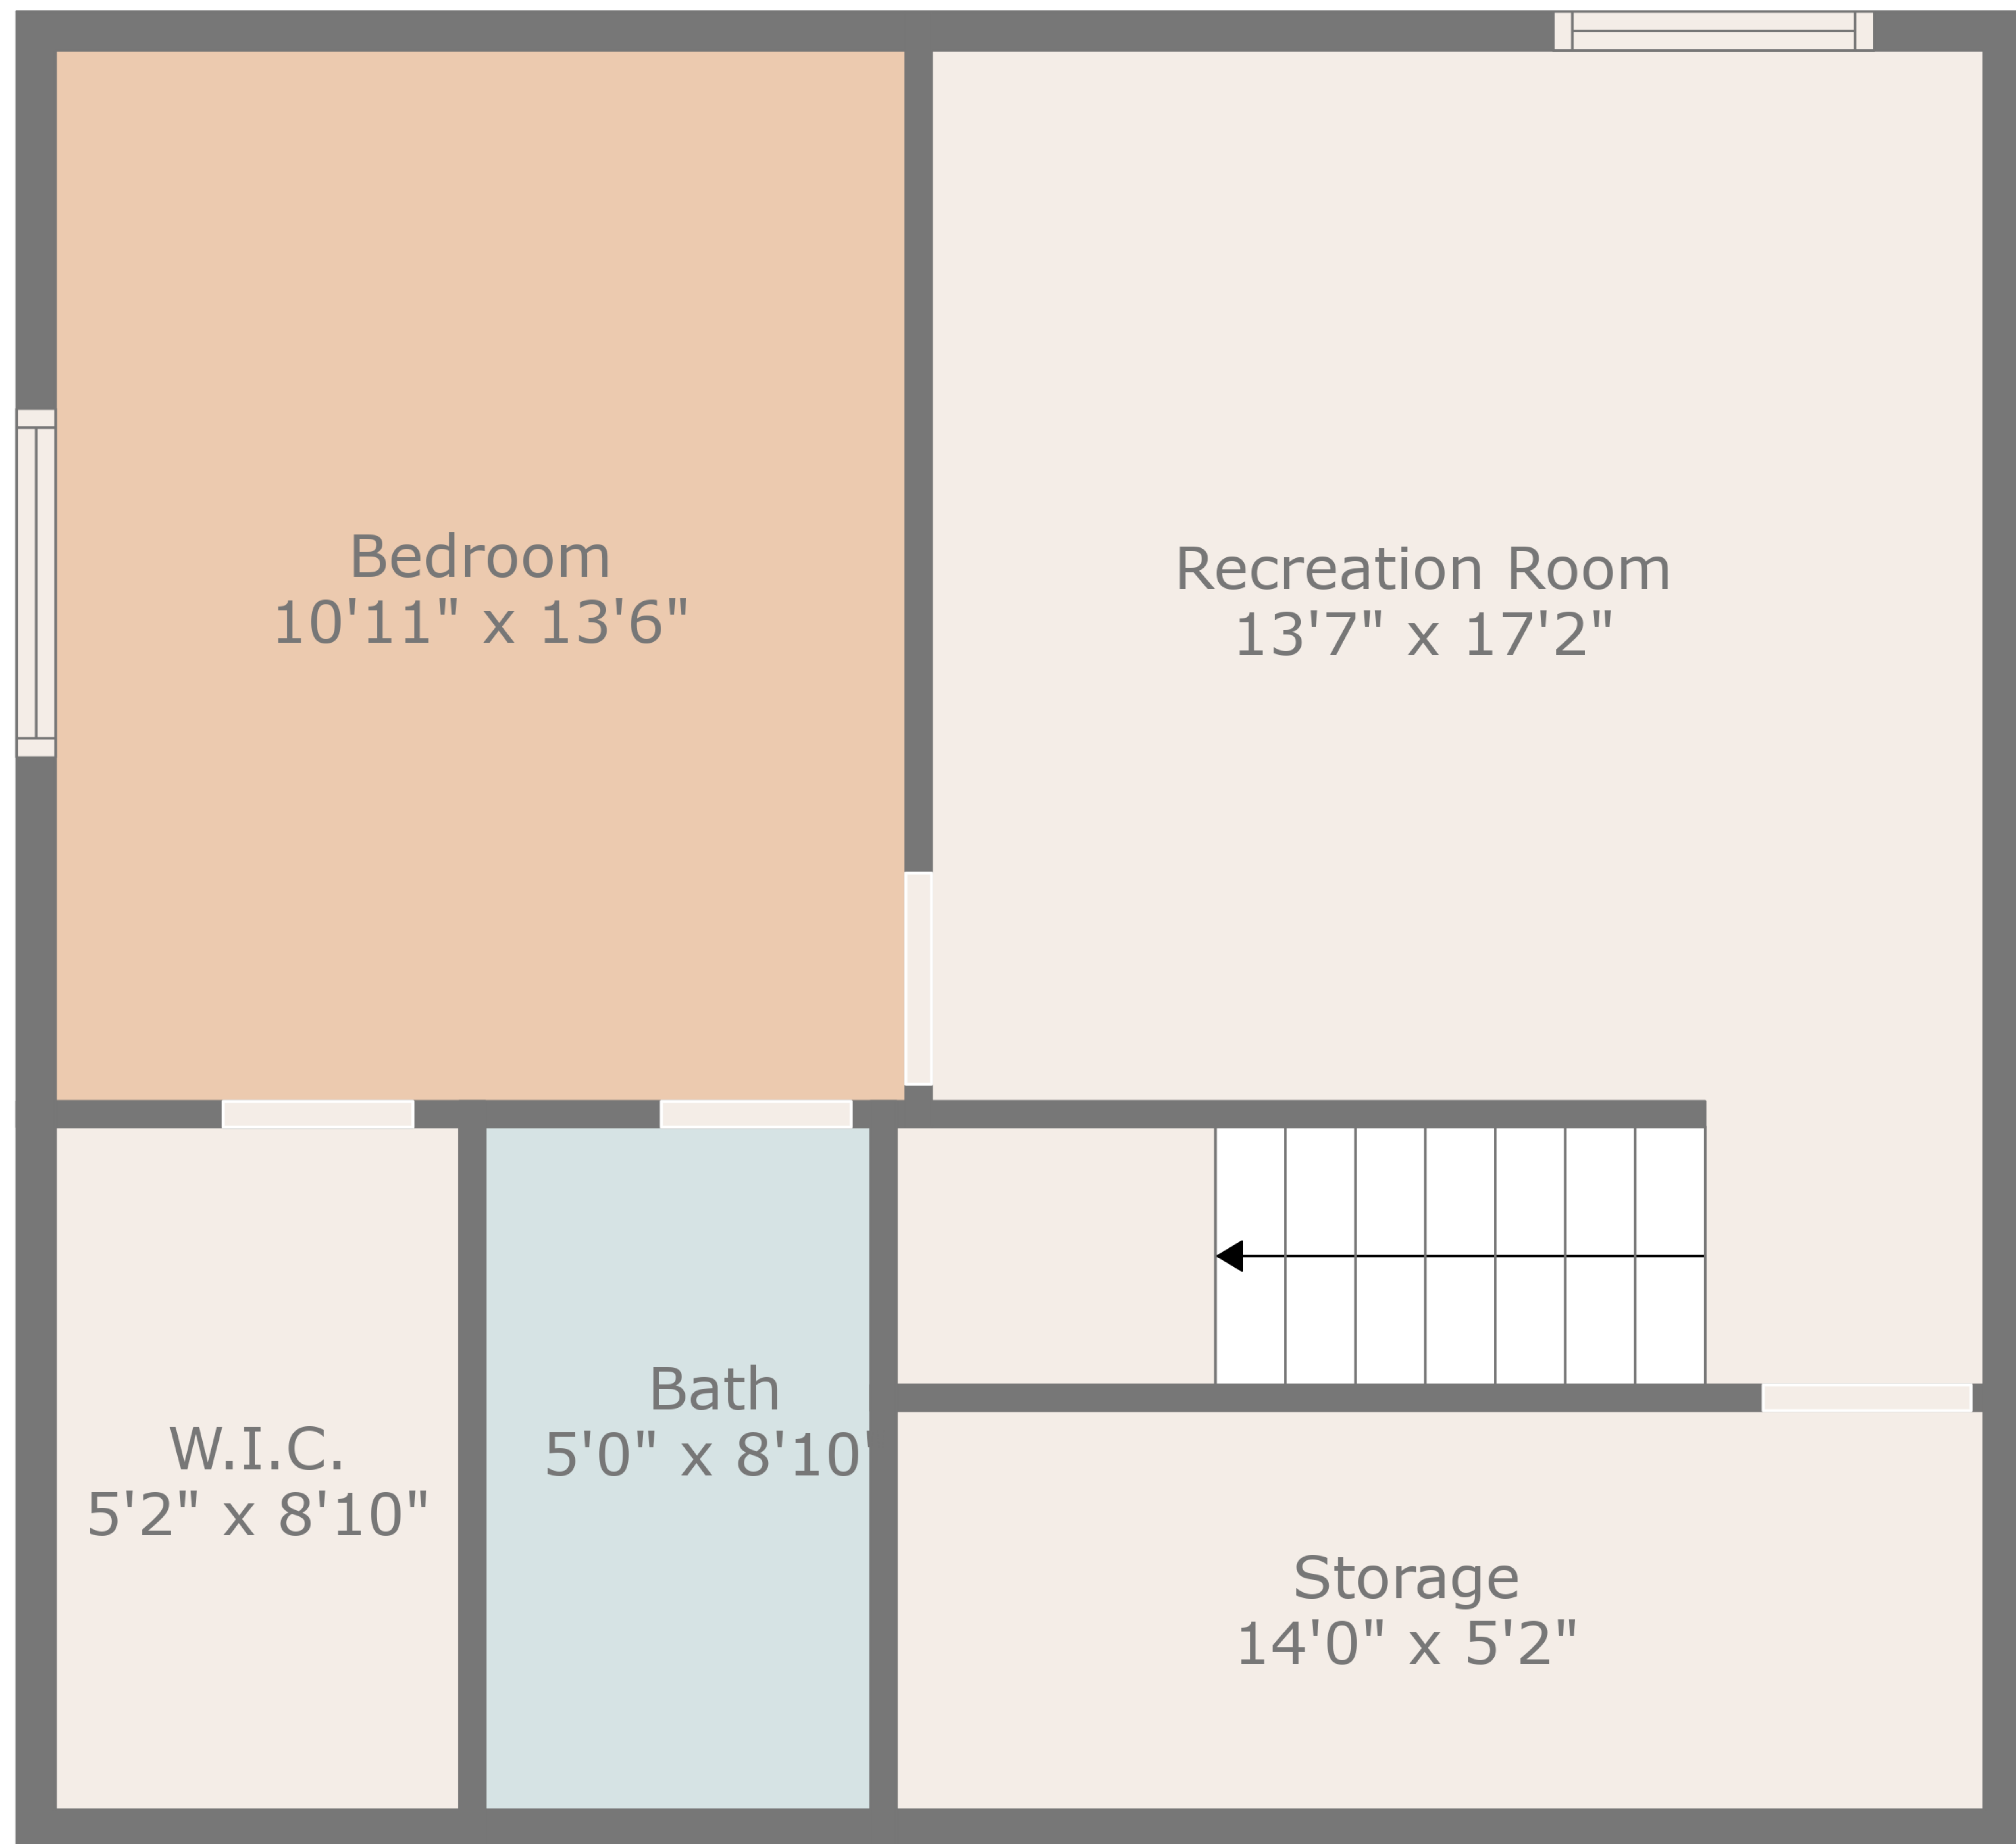 Bedroom
10'11" x 13'6"
Recreation Room
13'7" x 17'2"
Bath
5'0" x 8'10'
W.I.C.
5'2" x 8'10"
Storage
14'0" x 5'2"